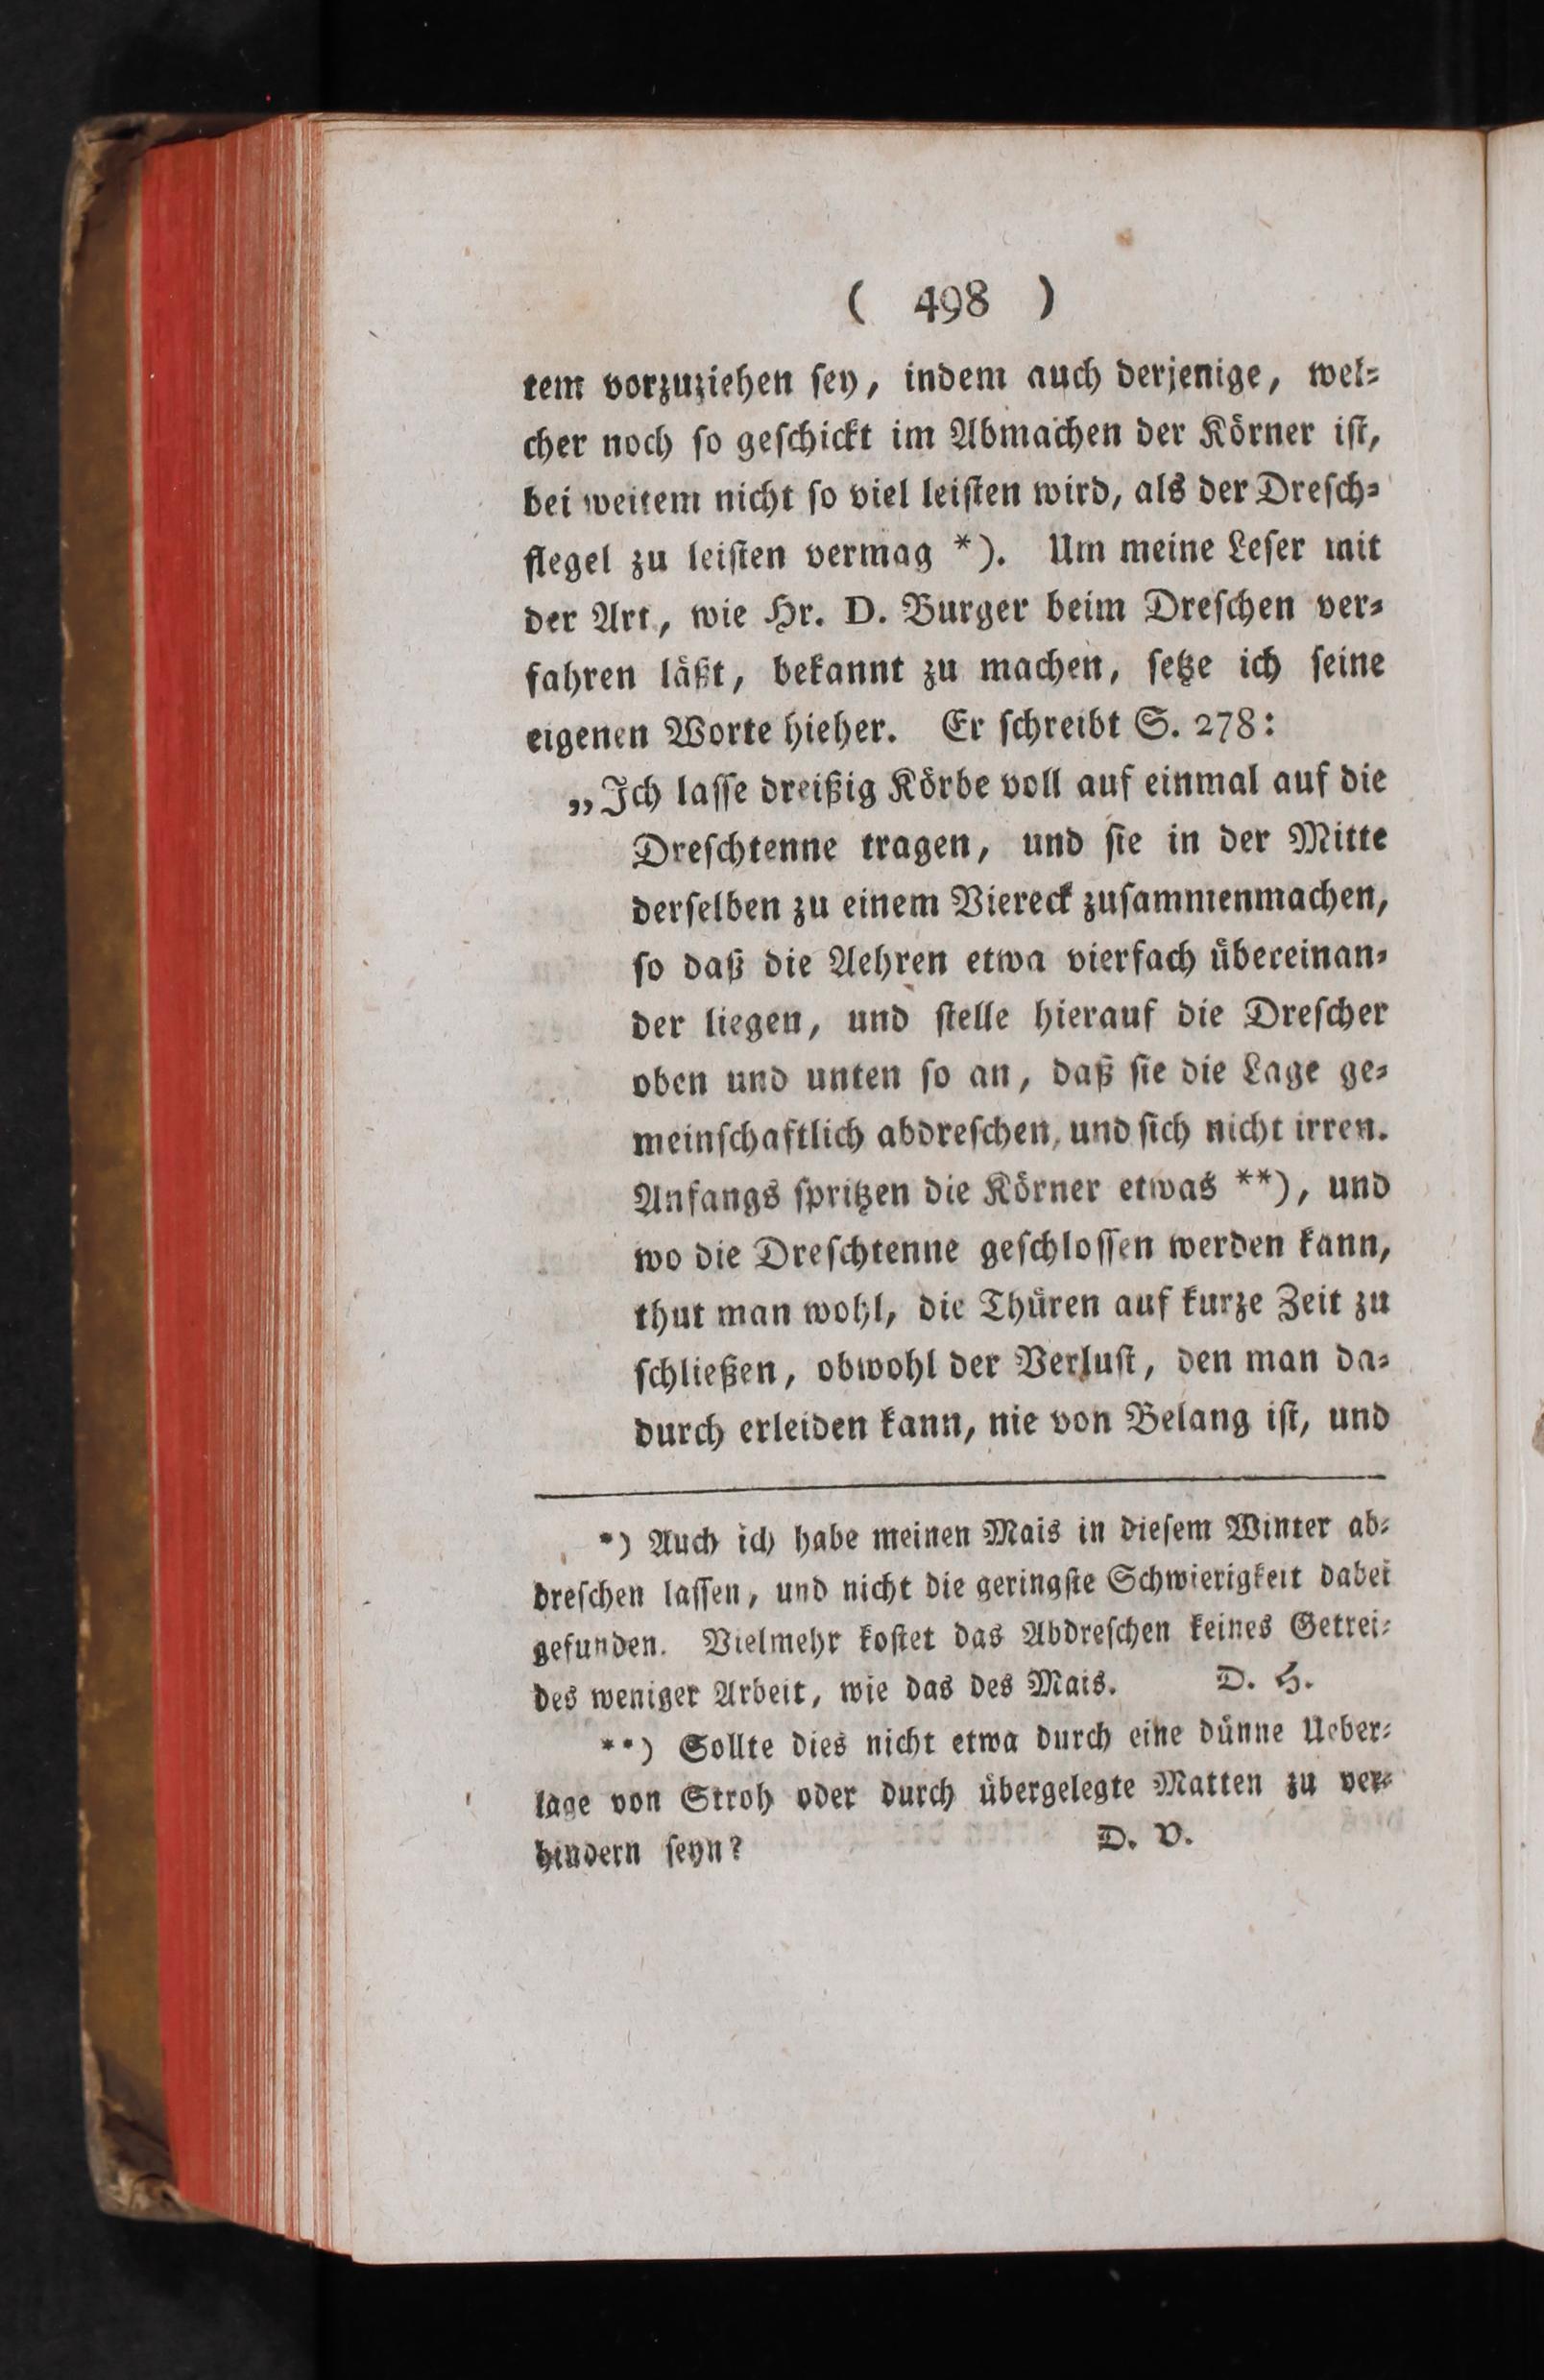 ( 498 )
tem vorzuziehen ſey, indem auch derjenige, wel⸗
cher noch ſo geſchickt im Abmachen der Körner iſt,
bei weitem nicht ſo viel leiſten wird, als der Dreſch⸗
flegel zu leiſten vermag *). Um meine Leſer mit
der Art, wie Hr. D. Burger beim Dreſchen ver⸗
fahren läßt, bekannt zu machen, ſetze ich ſeine
eigenen Worte hieher. Er ſchreibt S. 278:
„Ich laſſe dreißig Körbe voll auf einmal auf die
Dreſchtenne tragen, und ſie in der Mitte
derſelben zu einem Viereck zuſammenmachen,
ſo daß die Aehren etwa vierfach übereinan⸗
der liegen, und ſtelle hierauf die Dreſcher
oben und unten ſo an, daß ſie die Lage ge⸗
meinſchaftlich abdreſchen, und ſich nicht irren.
Anfangs ſpritzen die Körner etwas **), und
wo die Dreſchtenne geſchloſſen werden kann,
thut man wohl, die Thüren auf kurze Zeit zu
ſchließen, obwohl der Verluſt, den man da⸗
durch erleiden kann, nie von Belang iſt, und
*) Auch ich habe meinen Mais in dieſem Winter ab⸗
dreſchen laſſen, und nicht die geringſte Schwierigkeit dabei
gefunden. Vielmehr koſtet das Abdreſchen keines Getrei⸗
des weniger Arbeit, wie das des Mais. D. H.
**) Sollte dies nicht etwa durch eine dünne Ueber⸗
lage von Stroh oder durch übergelegte Matten zu ver⸗
hindern ſeyn? D. V.